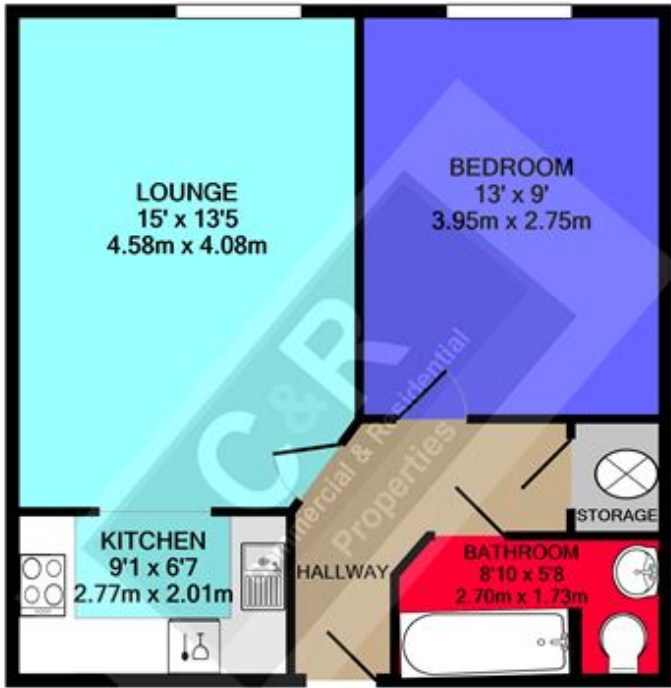 LOUNGE
15' x 13'5
4.58m x 4.08m
BEDROOM
13' x 9'
3.95m x 2.75m
C&R
Commercial & Residential
Properties
KITCHEN
9'1 x 6'7
2.77m x 2.01m
HALLWAY
STORAGE
BATHROOM
8'10 x 5'8
2.70m x 1.73m